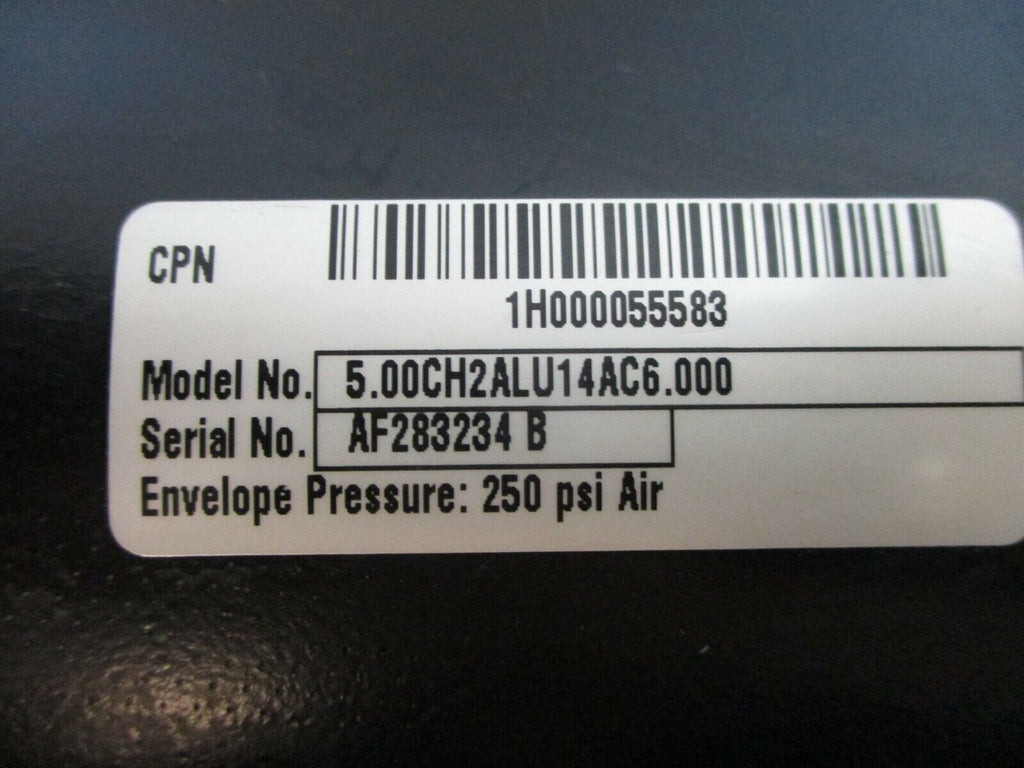 CPN
1H000055583
Model No. 5.00CH2ALU14AC6.000
Serial No. AF283234 B
Envelope Pressure: 250 psi Air